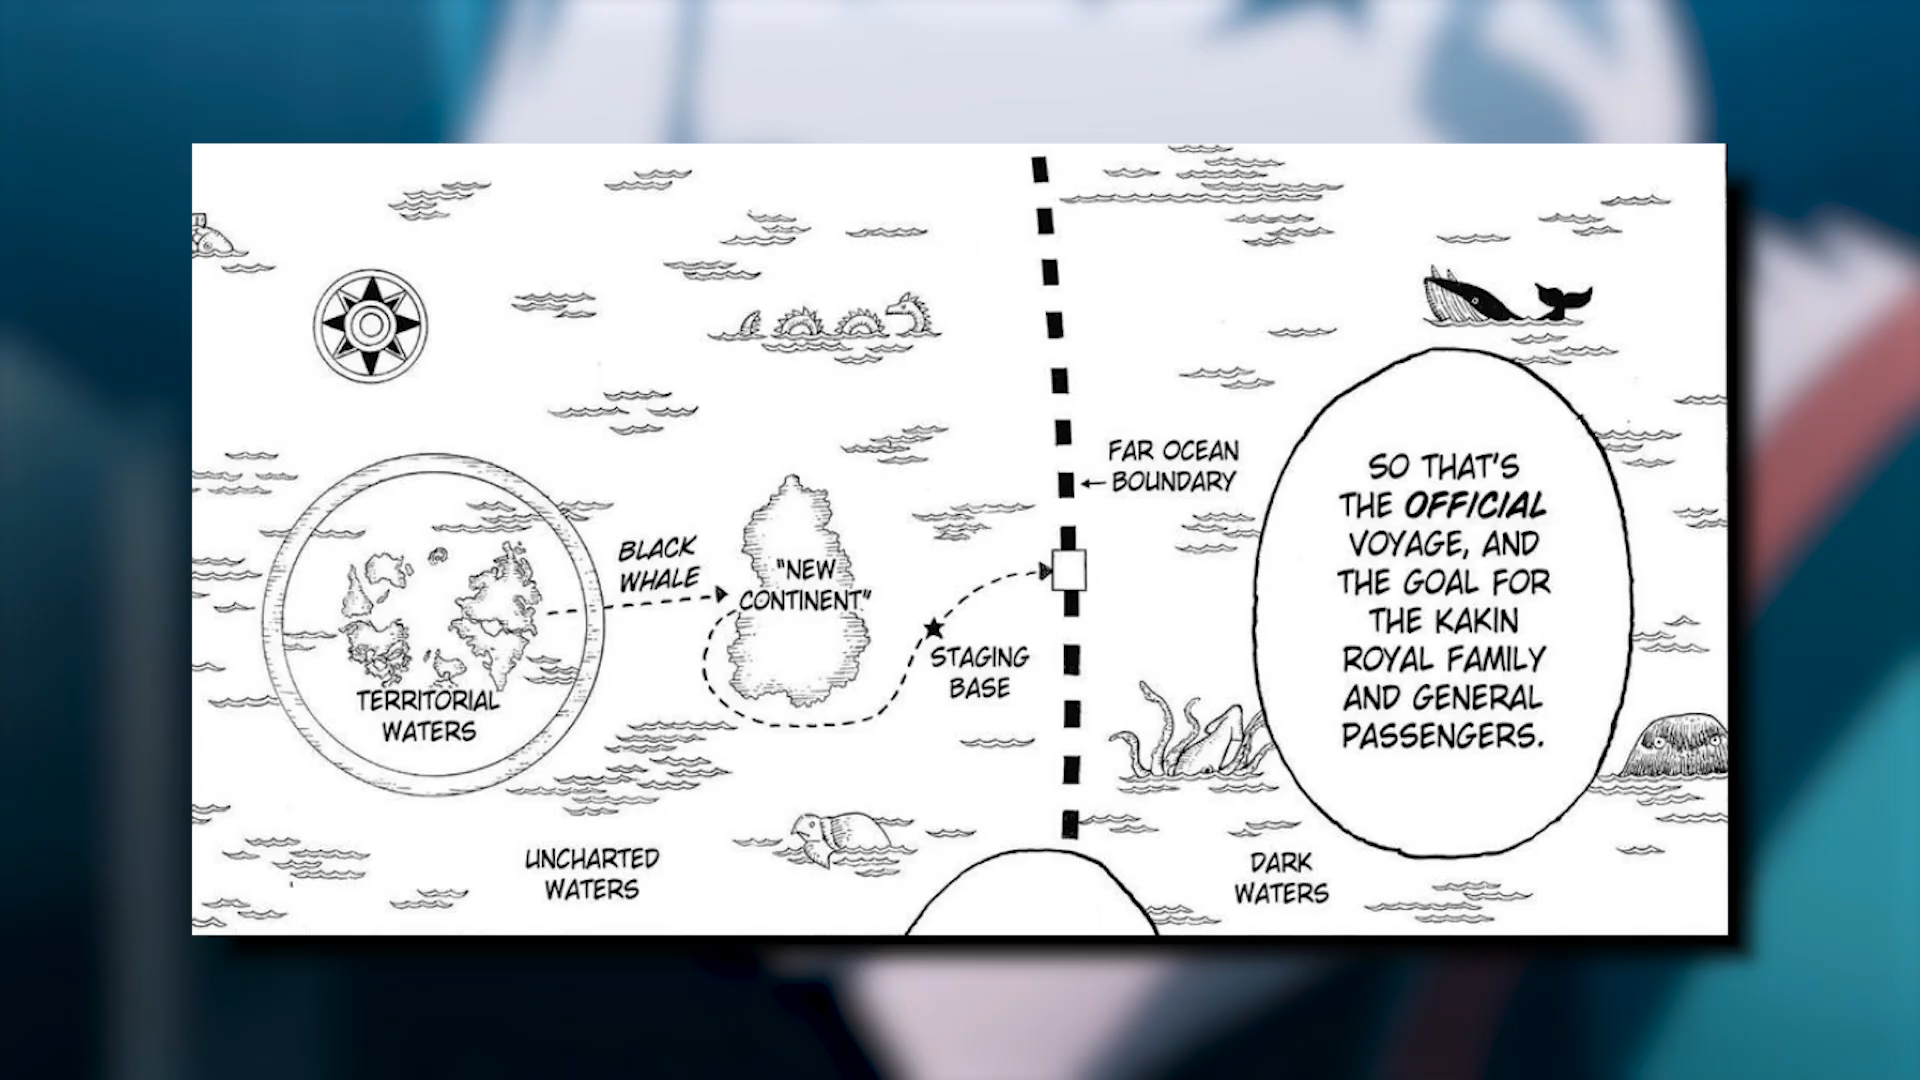 FAR OCEAN
BOUNDARY
SO THAT'S
THE OFFICIAL
VOYAGE, AND
THE GOAL FOR
THE KAKIN
ROYAL FAMILY
AND GENERAL
PASSENGERS.
BLACK
WHALE
"NEW
CONTINENT"
STAGING
BASE
TERRITORIAL
WATERS
UNCHARTED
WATERS
DARK
WATERS